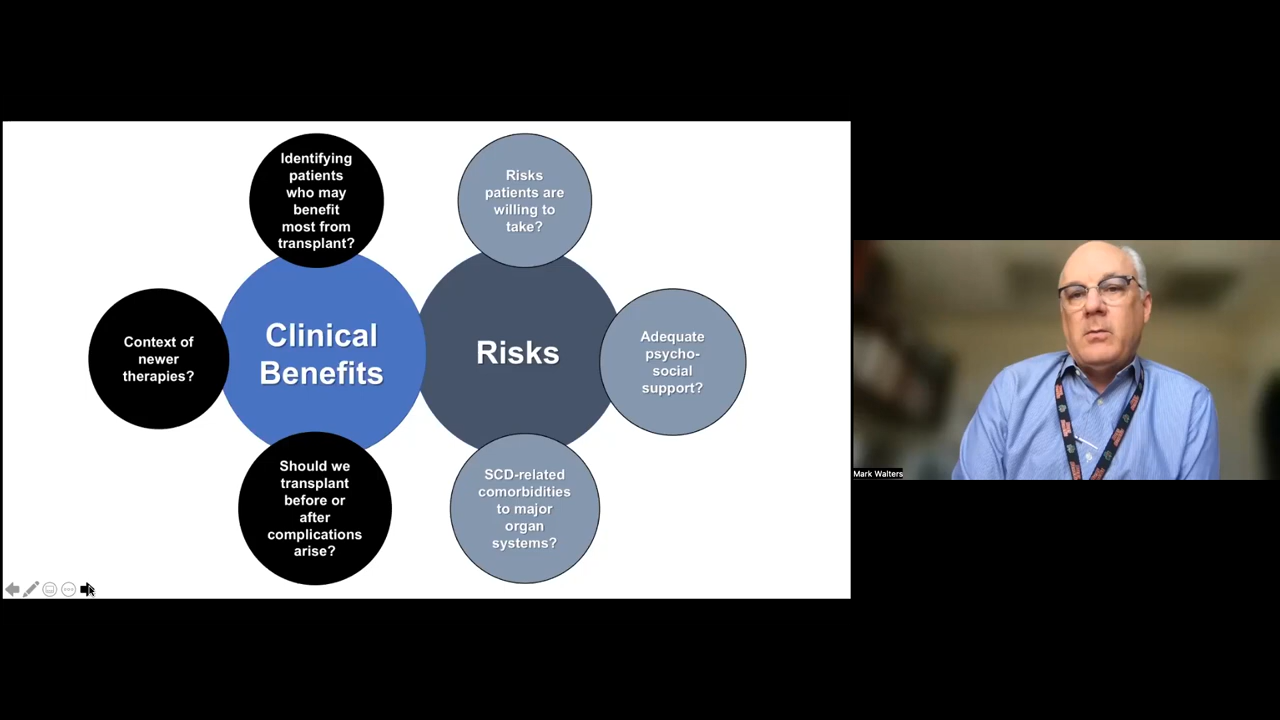 Identifying
patients
who may
benefit
most from
transplant?
Risks
patients are
willing to
take?
Context of
newer
therapies?
Clinical
Benefits
Risks
Adequate
psycho-
social
support?
Should we
transplant
before or
after
complications
arise?
SCD-related
comorbidities
to major
organ
systems?
Mark Walters